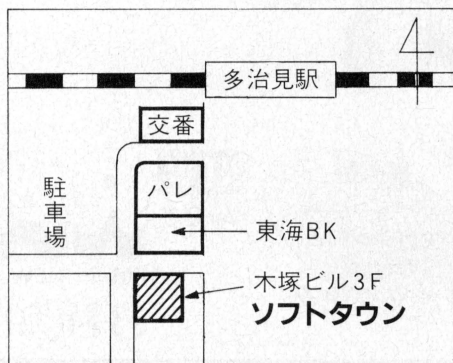 多治見駅
交番
パレ
駐車場
東海BK
木塚ビル3F
ソフトタウン